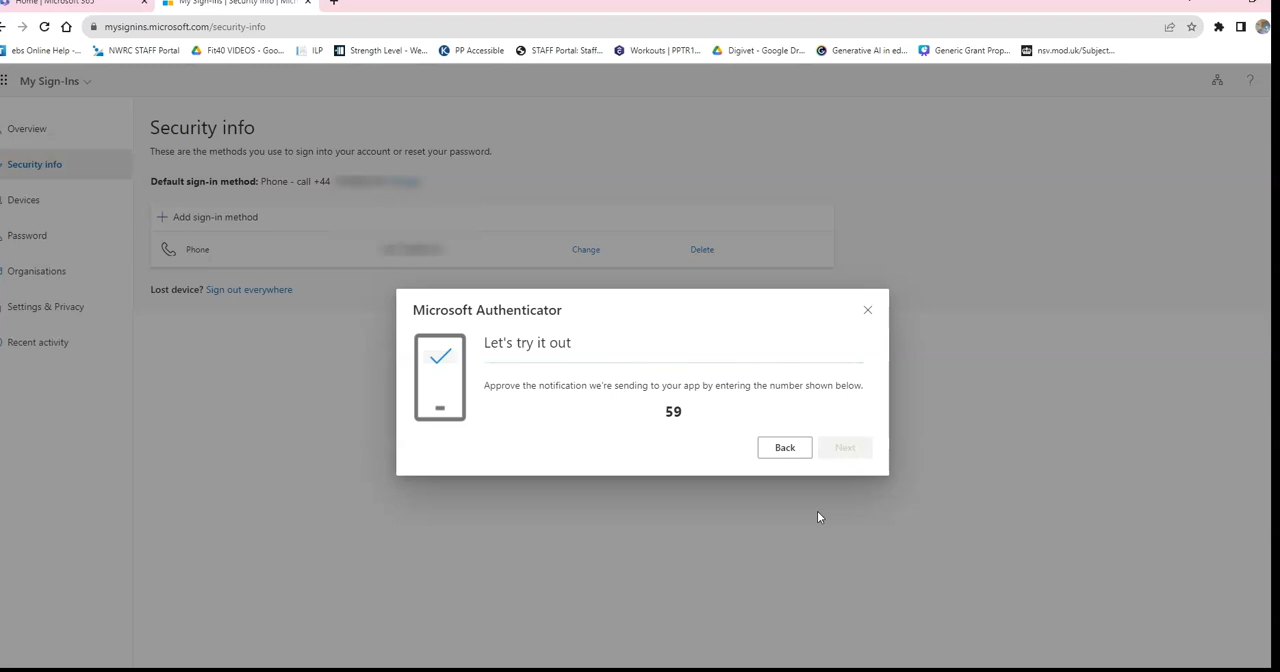 Home | Microsoft 365
My Sign-Ins | Security Info | Micr
mysignins.microsoft.com/security-info
ebs Online Help -... NWRC STAFF Portal Fit40 VIDEOS - Goo... ILP Strength Level - We... PP Accessible STAFF Portal: Staff... Workouts | PPTR1... Digivet - Google Dr... Generative AI in ed... Generic Grant Prop... nsv.mod.uk/Subject...
My Sign-Ins ?
Overview
Security info
Devices
Password
Organisations
Settings & Privacy
Recent activity
Security info
These are the methods you use to sign into your account or reset your password.
Default sign-in method: Phone - call +44
Add sign-in method
Phone Change Delete
Lost device? Sign out everywhere
Microsoft Authenticator
Let's try it out
Approve the notification we're sending to your app by entering the number shown below.
59
Back Next